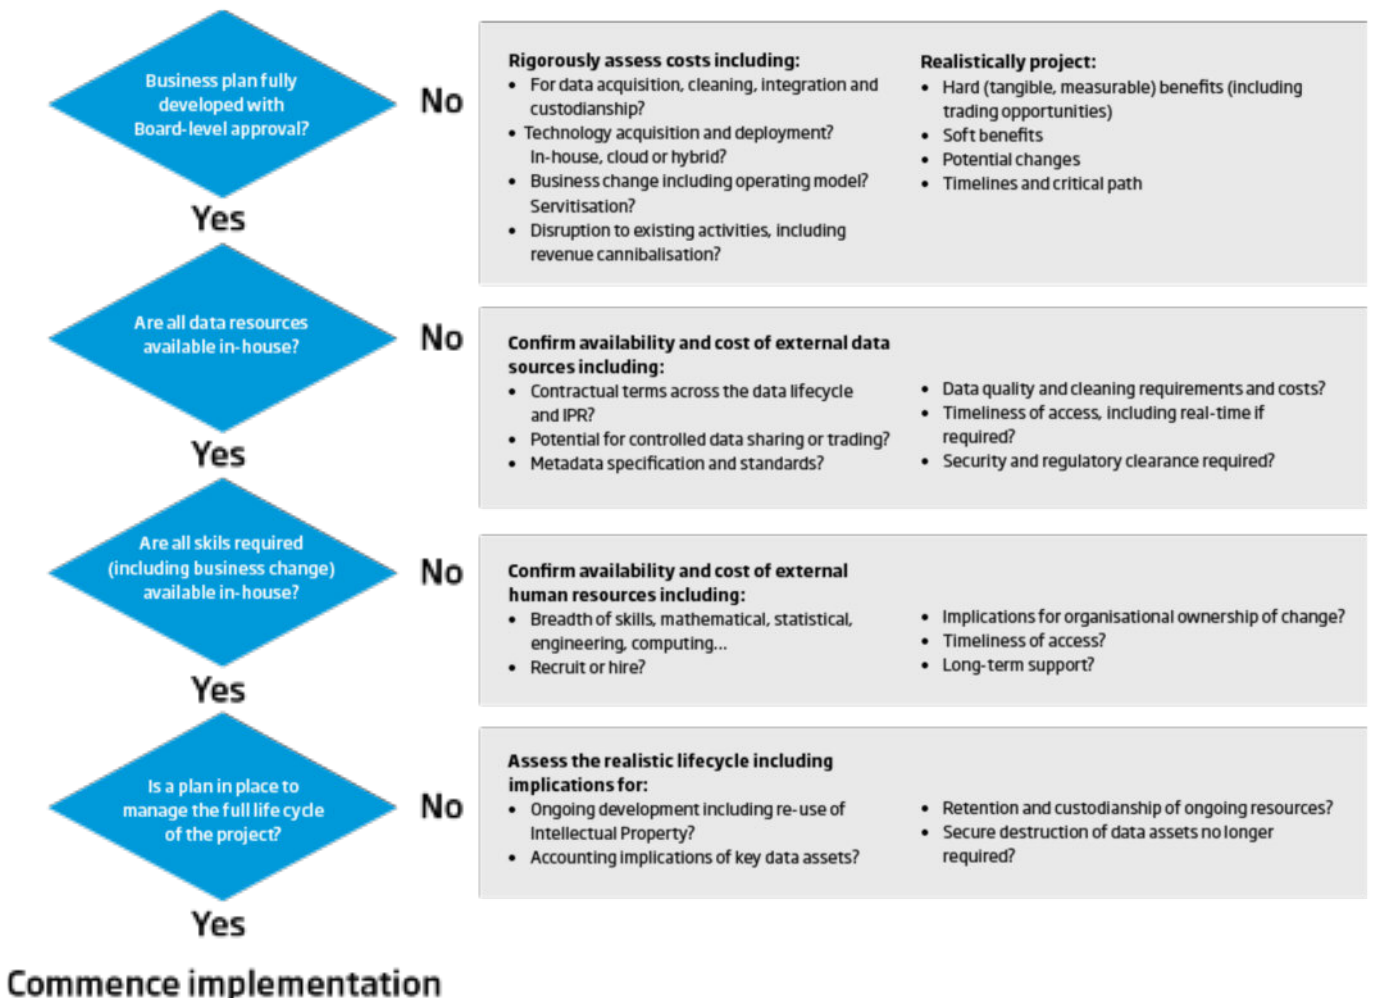 Business plan fully
developed with
Board-level approval?
No
Rigorously assess costs including:
• For data acquisition, cleaning, integration and
custodianship?
• Technology acquisition and deployment?
In-house, cloud or hybrid?
• Business change including operating model?
Servitisation?
• Disruption to existing activities, including
revenue cannibalisation?
Realistically project:
• Hard (tangible, measurable) benefits (including
trading opportunities)
• Soft benefits
• Potential changes
• Timelines and critical path
Yes
Are all data resources
available in-house?
No
Confirm availability and cost of external data
sources including:
• Contractual terms across the data lifecycle
and IPR?
• Potential for controlled data sharing or trading?
• Metadata specification and standards?
• Data quality and cleaning requirements and costs?
• Timeliness of access, including real-time if
required?
• Security and regulatory clearance required?
Yes
Are all skils required
(including business change)
available in-house?
No
Confirm availability and cost of external
human resources including:
• Breadth of skills, mathematical, statistical,
engineering, computing...
• Recruit or hire?
• Implications for organisational ownership of change?
• Timeliness of access?
• Long-term support?
Yes
Is a plan in place to
manage the full life cycle
of the project?
No
Assess the realistic lifecycle including
implications for:
• Ongoing development including re-use of
Intellectual Property?
• Accounting implications of key data assets?
• Retention and custodianship of ongoing resources?
• Secure destruction of data assets no longer
required?
Yes
Commence implementation